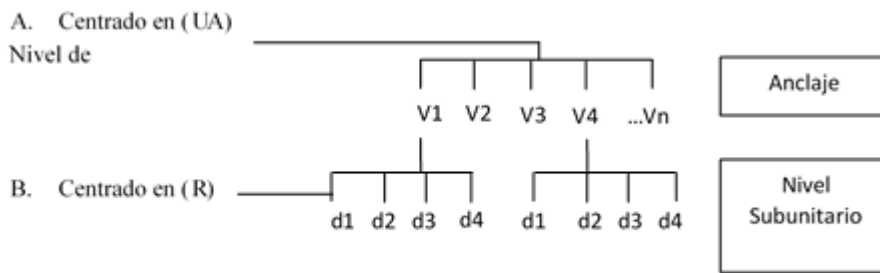 A. Centrado en (UA)
Nivel de
Anclaje
V1 V2 V3 V4 ...Vn
B. Centrado en (R)
Nivel
Subunitario
d1 d2 d3 d4 d1 d2 d3 d4